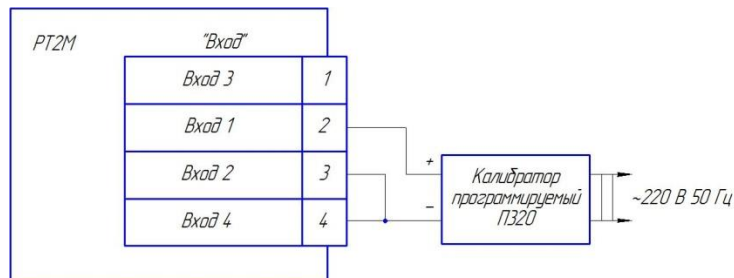 РТ2М "Вход"
Вход 3 1
Вход 1 2
Вход 2 3
Вход 4 4
+
Калибратор
программируемый
П320
–
~220 В 50 Гц